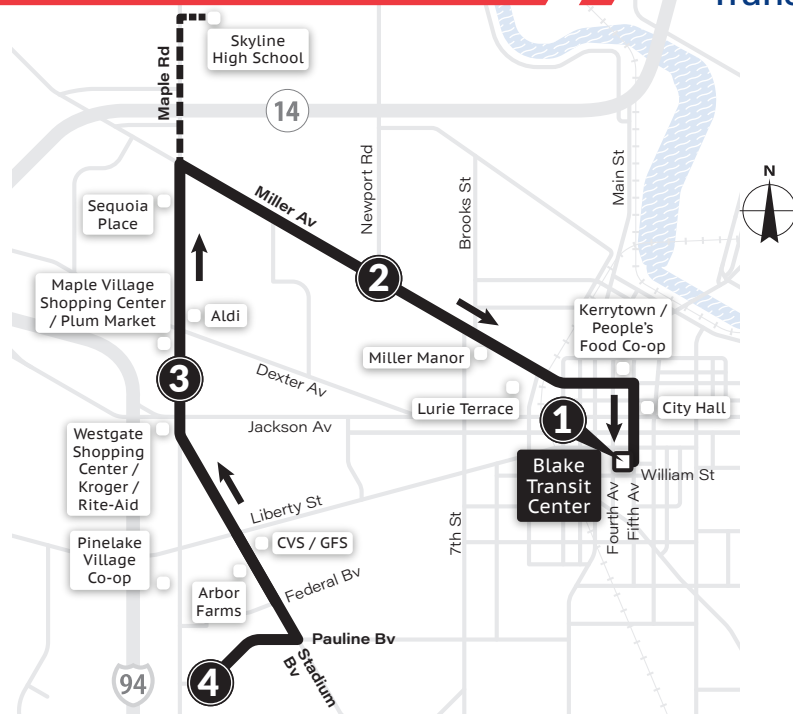 Skyline
High School
Maple Rd
14
Miller Av
Newport Rd
Brooks St
Main St
N
Sequoia
Place
2
Maple Village
Shopping Center
/ Plum Market
Aldi
Kerrytown /
People's
Food Co-op
Miller Manor
3
Dexter Av
Lurie Terrace
1
City Hall
Jackson Av
Westgate
Shopping
Center /
Kroger /
Rite-Aid
Blake
Transit
Center
William St
Fourth Av
Fifth Av
Liberty St
7th St
CVS / GFS
Pinelake
Village
Co-op
Arbor
Farms
Federal Bv
Pauline Bv
Stadium
Bv
4
94